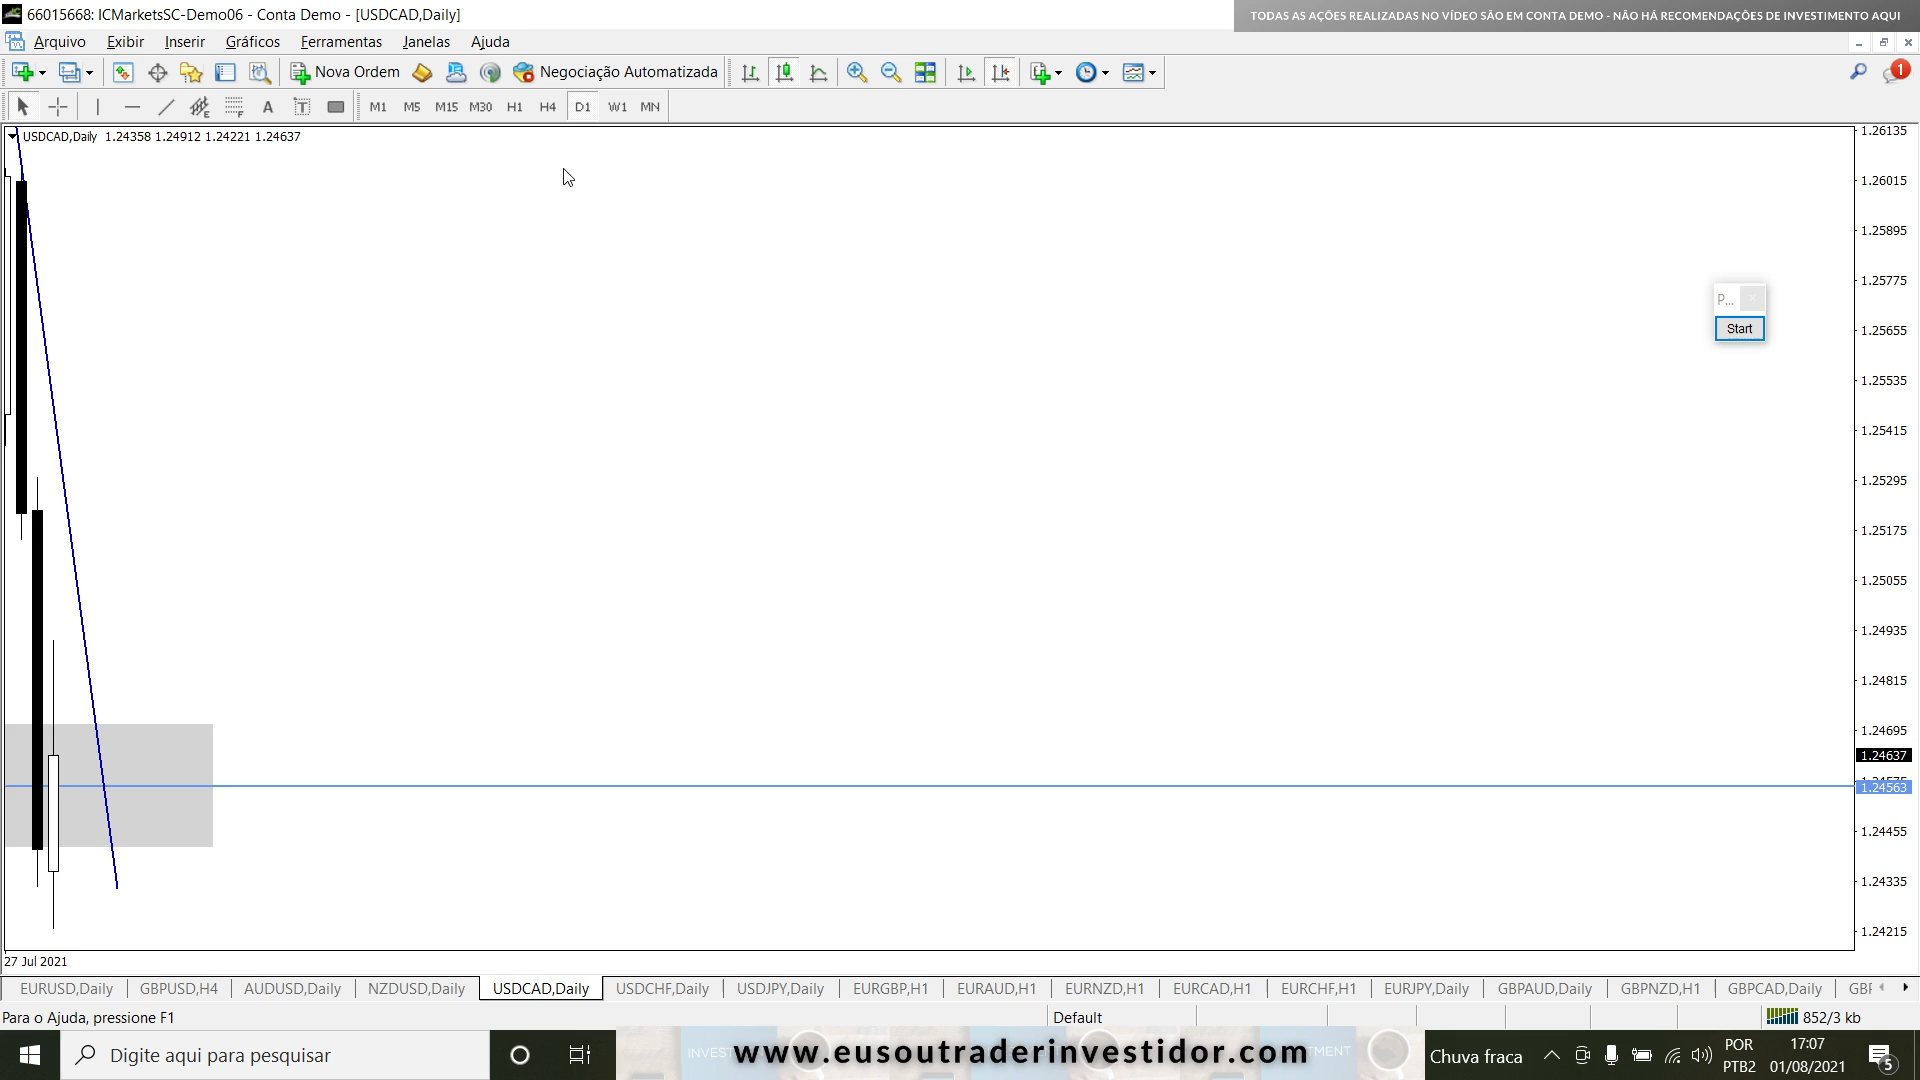 66015668: ICMarketsSC-Demo06 - Conta Demo - [USDCAD,Daily]
TODAS AS AÇÕES REALIZADAS NO VÍDEO SÃO EM CONTA DEMO - NÃO HÁ RECOMENDAÇÕES DE INVESTIMENTO AQUI
Arquivo Exibir Inserir Gráficos Ferramentas Janelas Ajuda
Nova Ordem Negociação Automatizada 1
A T M1 M5 M15 M30 H1 H4 D1 W1 MN
USDCAD,Daily 1.24358 1.24912 1.24221 1.24637
1.26135
1.26015
1.25895
1.25775
P...
Start
1.25655
1.25535
1.25415
1.25295
1.25175
1.25055
1.24935
1.24815
1.24695
1.24637
1.24563
1.24455
1.24335
1.24215
27 Jul 2021
EURUSD,Daily GBPUSD,H4 AUDUSD,Daily NZDUSD,Daily USDCAD,Daily USDCHF,Daily USDJPY,Daily EURGBP,H1 EURAUD,H1 EURNZD,H1 EURCAD,H1 EURCHF,H1 EURJPY,Daily GBPAUD,Daily GBPNZD,H1 GBPCAD,Daily
Para o Ajuda, pressione F1 Default 852/3 kb
Digite aqui para pesquisar
www.eusoutraderinvestidor.com
Chuva fraca
POR
PTB2
17:07
01/08/2021
5